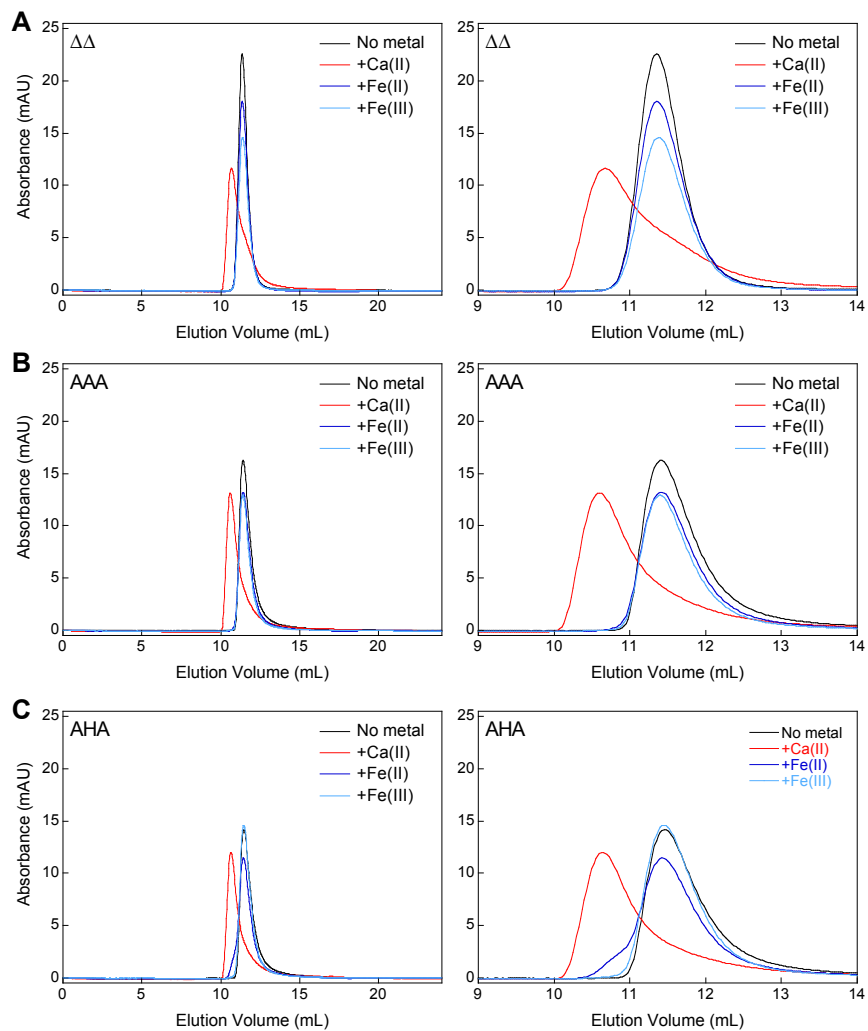 A
ΔΔ
No metal
+Ca(II)
+Fe(II)
+Fe(III)
25
20
15
10
5
0
Absorbance (mAU)
0 5 10 15 20
Elution Volume (mL)
ΔΔ
No metal
+Ca(II)
+Fe(II)
+Fe(III)
25
20
15
10
5
0
9 10 11 12 13 14
Elution Volume (mL)
B
AAA
No metal
+Ca(II)
+Fe(II)
+Fe(III)
25
20
15
10
5
0
Absorbance (mAU)
0 5 10 15 20
Elution Volume (mL)
AAA
No metal
+Ca(II)
+Fe(II)
+Fe(III)
25
20
15
10
5
0
9 10 11 12 13 14
Elution Volume (mL)
C
AHA
No metal
+Ca(II)
+Fe(II)
+Fe(III)
25
20
15
10
5
0
Absorbance (mAU)
0 5 10 15 20
Elution Volume (mL)
AHA
No metal
+Ca(II)
+Fe(II)
+Fe(III)
25
20
15
10
5
0
9 10 11 12 13 14
Elution Volume (mL)